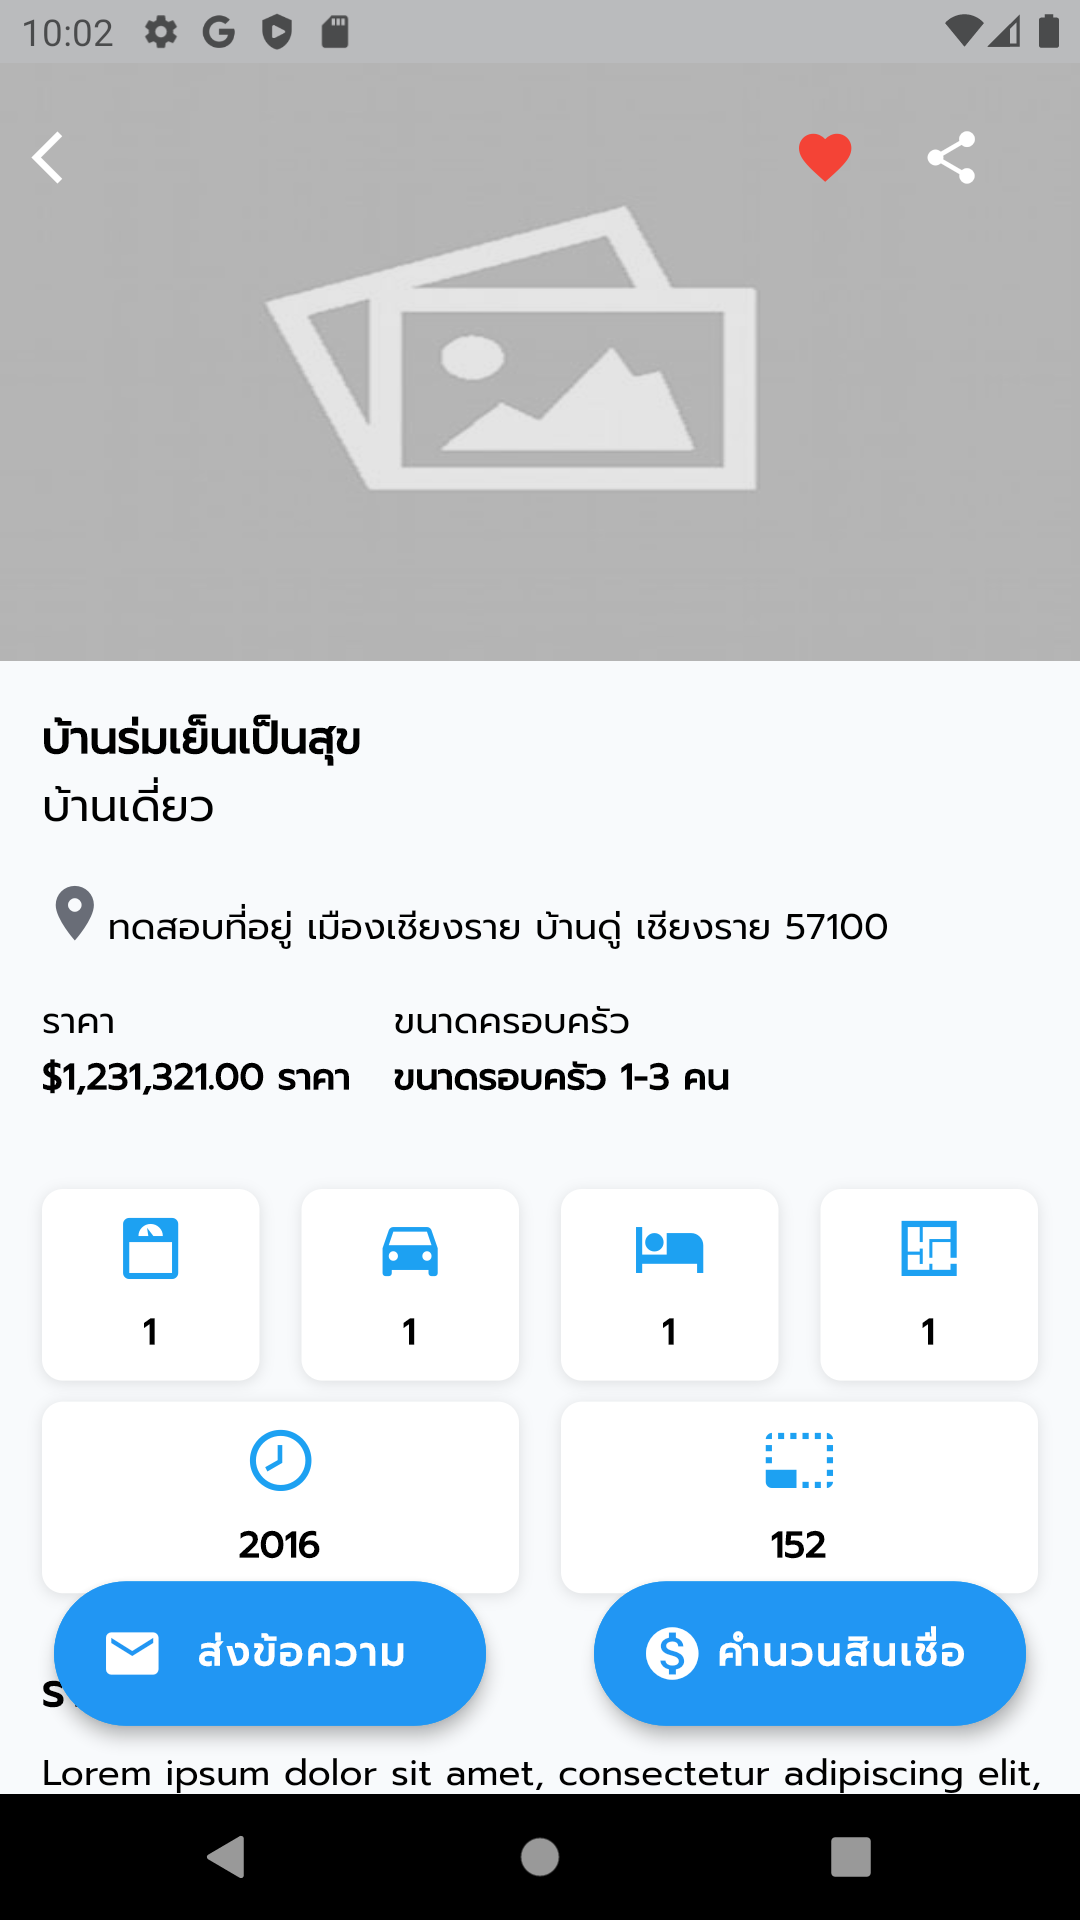 10:02
บ้านร่มเย็นเป็นสุข
บ้านเดี่ยว
ทดสอบที่อยู่ เมืองเชียงราย บ้านดู่ เชียงราย 57100
ราคา ขนาดครอบครัว
$1,231,321.00 ราคา ขนาดรอบครัว 1-3 คน
1 1 1 1
2016 152
ส่งข้อความ คำนวนสินเชื่อ
Lorem ipsum dolor sit amet, consectetur adipiscing elit,